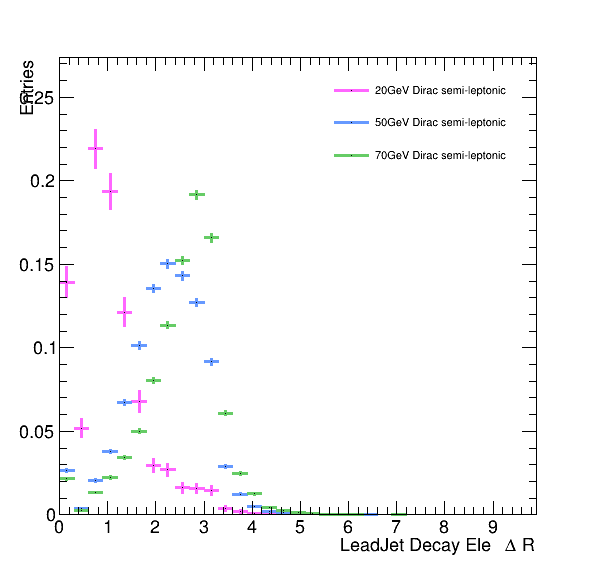 Entries
0.25
0.2
0.15
0.1
0.05
0
20GeV Dirac semi-leptonic
50GeV Dirac semi-leptonic
70GeV Dirac semi-leptonic
0 1 2 3 4 5 6 7 8 9
LeadJet Decay Ele Δ R